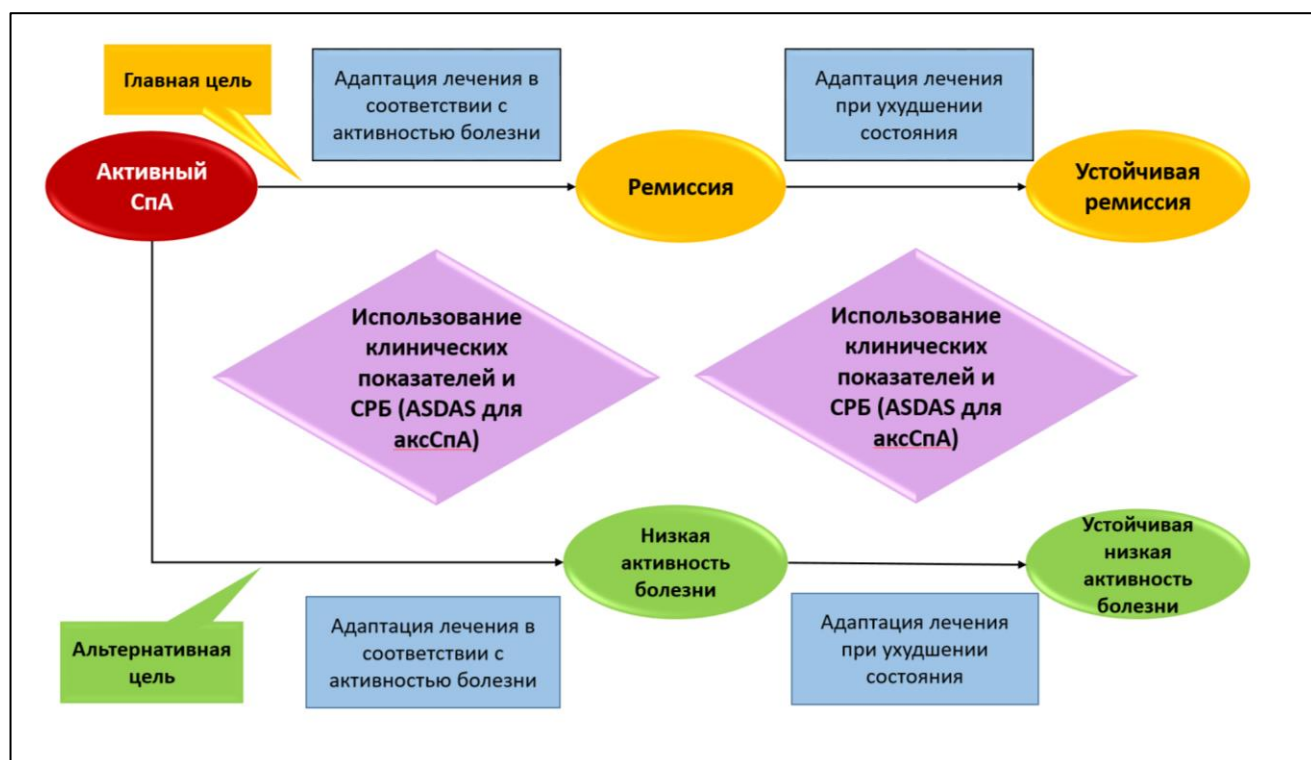 Главная цель
Адаптация лечения в
соответствии с
активностью болезни
Адаптация лечения
при ухудшении
состояния
Активный
СпА
Ремиссия
Устойчивая
ремиссия
Использование
клинических
показателей и
СРБ (ASDAS для
аксСпА)
Использование
клинических
показателей и
СРБ (ASDAS для
аксСпА)
Низкая
активность
болезни
Устойчивая
низкая
активность
болезни
Альтернативная
цель
Адаптация лечения в
соответствии с
активностью болезни
Адаптация лечения
при ухудшении
состояния